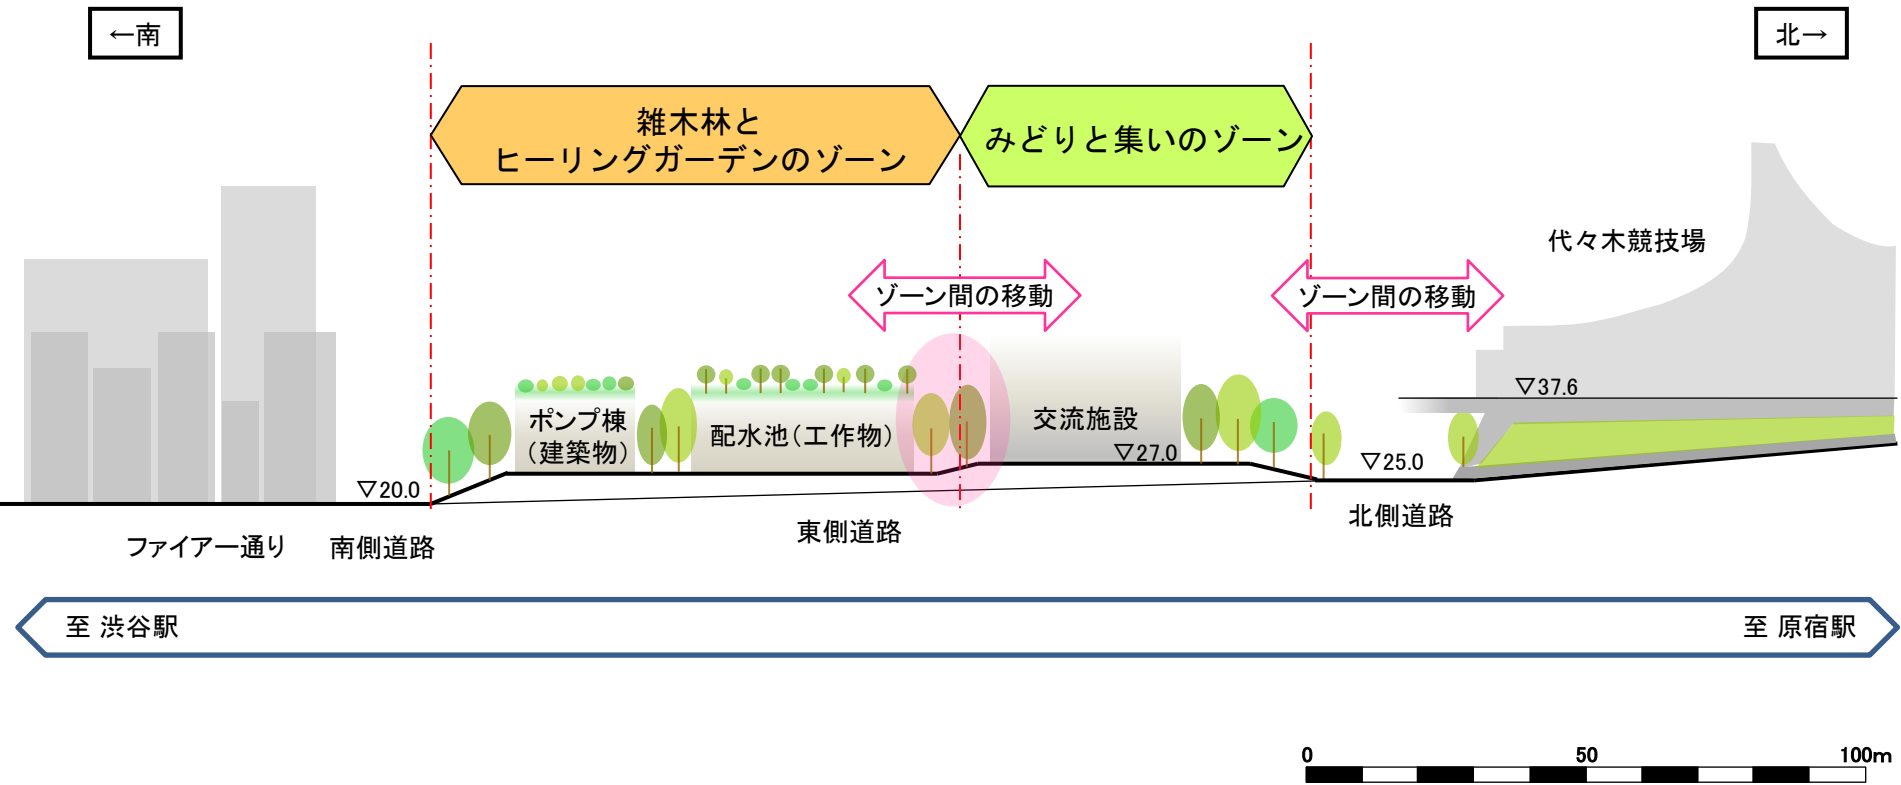 ←南
北→
雑木林と
ヒーリングガーデンのゾーン
みどりと集いのゾーン
代々木競技場
ゾーン間の移動
ゾーン間の移動
▽37.6
ポンプ棟
（建築物）
配水池（工作物）
交流施設
▽27.0
▽25.0
▽20.0
東側道路
北側道路
ファイアー通り
南側道路
至 渋谷駅
至 原宿駅
0
50
100m